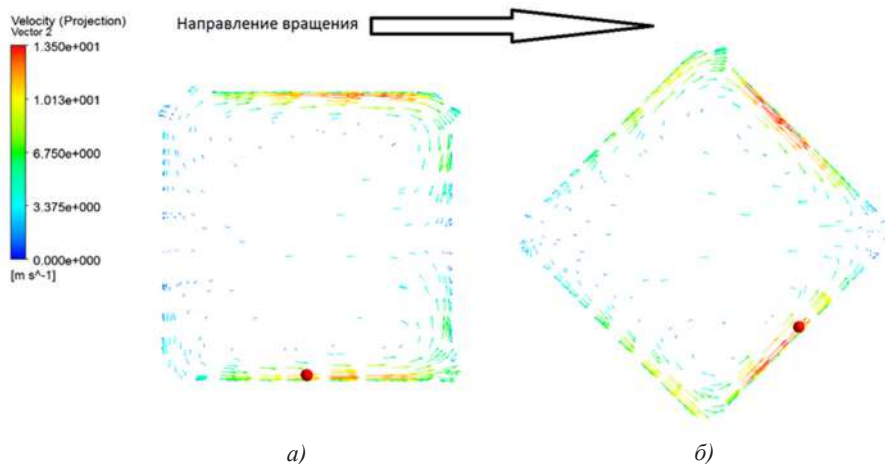 Velocity (Projection)
Vector 2
Направление вращения
1.350e+001
1.013e+001
6.750e+000
3.375e+000
0.000e+000
[m s^-1]
а)
б)